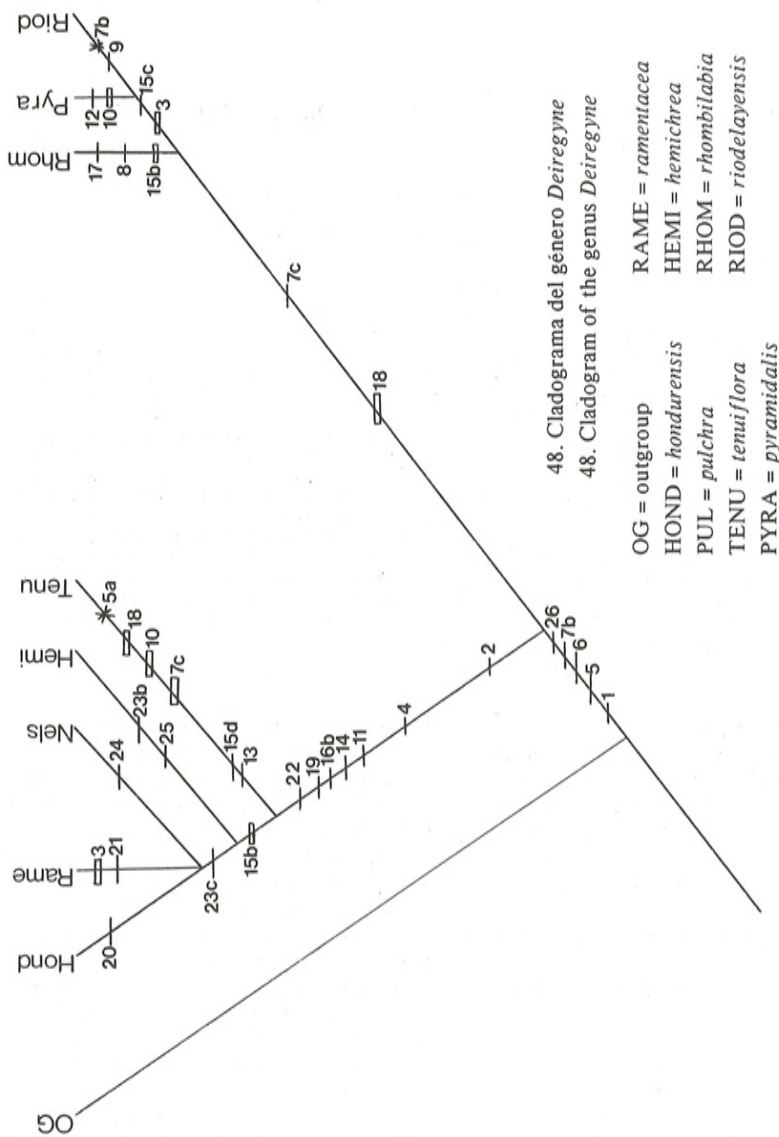 OG
Hond
Rame
Nels
Hemi
Tenu
Rhom
Pyra
Riod
20
3
21
24
23b
25
5a
18
10
7c
15d
13
23c
15b
22
19
16b
14
11
4
2
17
8
15b
12
10
7b
9
15c
3
7c
18
26
7b
6
5
1
48. Cladograma del género Deiregyne
48. Cladogram of the genus Deiregyne
OG = outgroup
HOND = hondurensis
PUL = pulchra
TENU = tenuiflora
PYRA = pyramidalis
RAME = ramentacea
HEMI = hemichrea
RHOM = rhombilabia
RIOD = riodelayensis